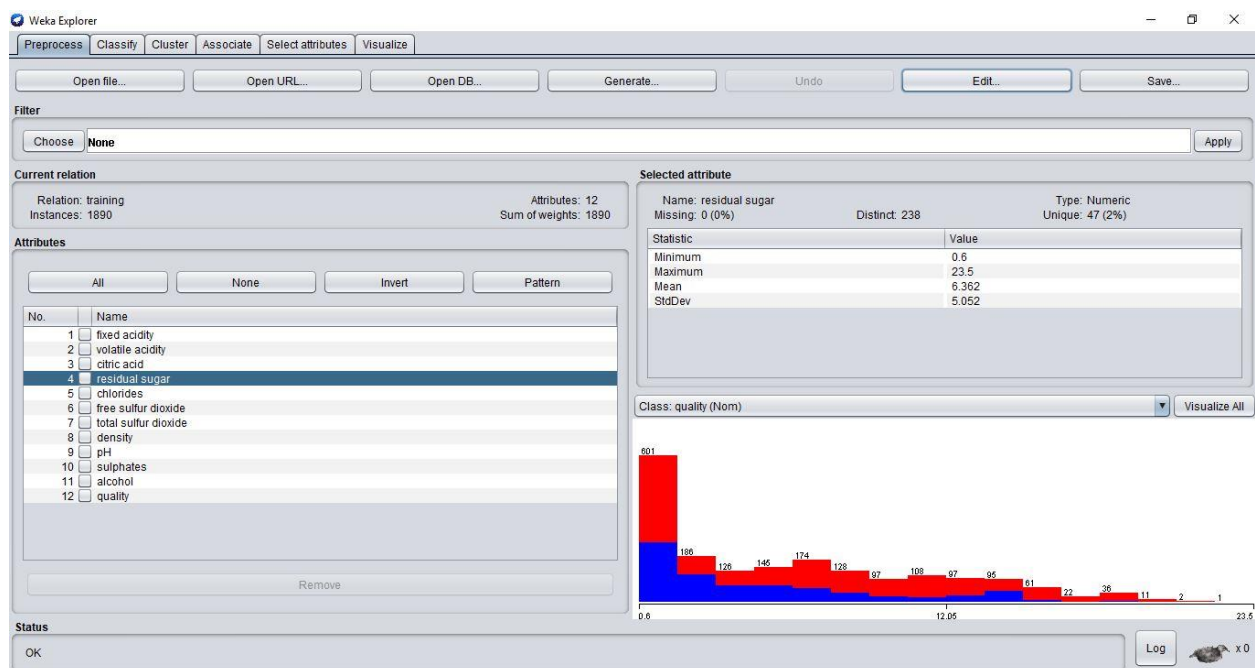 Weka Explorer
Preprocess Classify Cluster Associate Select attributes Visualize
Open file... Open URL... Open DB... Generate... Undo Edit... Save...
Filter
Choose None Apply
Current relation
Relation: training Attributes: 12
Instances: 1890 Sum of weights: 1890
Attributes
All None Invert Pattern
No. Name
1 fixed acidity
2 volatile acidity
3 citric acid
4 residual sugar
5 chlorides
6 free sulfur dioxide
7 total sulfur dioxide
8 density
9 pH
10 sulphates
11 alcohol
12 quality
Remove
Selected attribute
Name: residual sugar Type: Numeric
Missing: 0 (0%) Distinct: 238 Unique: 47 (2%)
Statistic Value
Minimum 0.6
Maximum 23.5
Mean 6.362
StdDev 5.052
Class: quality (Nom) Visualize All
601 186 126 146 174 128 97 108 97 95 61 22 36 11 2 1
0.6 12.05 23.5
Status
OK Log x 0